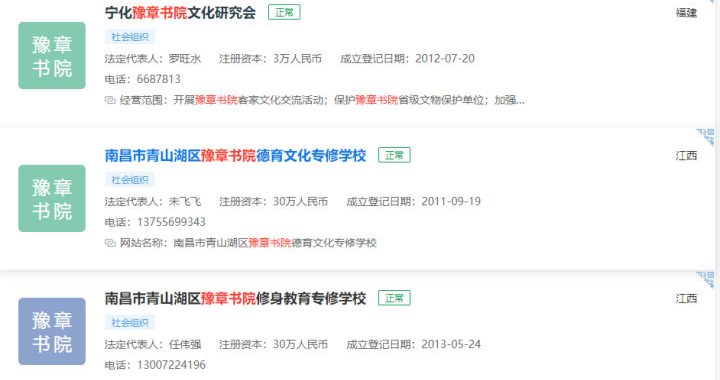 豫章
书院
宁化豫章书院文化研究会 正常 福建
社会组织
法定代表人：罗旺水 注册资本：3万人民币 成立登记日期：2012-07-20
电话：6687813
经营范围：开展豫章书院客家文化交流活动；保护豫章书院省级文物保护单位；加强...
豫章
书院
南昌市青山湖区豫章书院德育文化专修学校 正常 江西
社会组织
法定代表人：未飞飞 注册资本：30万人民币 成立登记日期：2011-09-19
电话：13755699343
网站名称：南昌市青山湖区豫章书院德育文化专修学校
豫章
书院
南昌市青山湖区豫章书院修身教育专修学校 正常 江西
社会组织
法定代表人：任伟强 注册资本：30万人民币 成立登记日期：2013-05-24
电话：13007224196